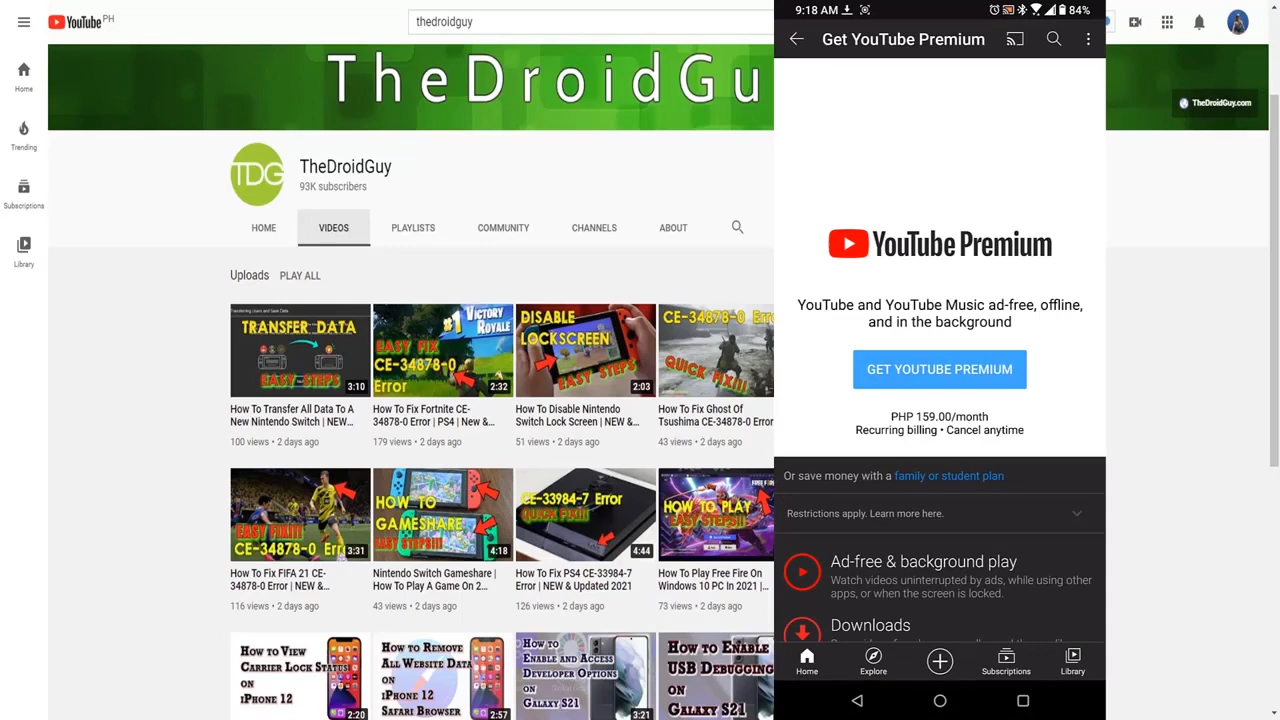 YouTube PH
thedroidguy
Home
Trending
Subscriptions
Library
TheDroidGu
TheDroidGuy.com
TDG
TheDroidGuy
93K subscribers
HOME
VIDEOS
PLAYLISTS
COMMUNITY
CHANNELS
ABOUT
Uploads
PLAY ALL
Transferring Users and Save Data
TRANSFER DATA
EASY STEPS
3:10
How To Transfer All Data To A
New Nintendo Switch | NEW...
100 views • 2 days ago
#1 VICTORY
ROYALE
EASY FIX
CE-34878-0
Error
2:32
How To Fix Fortnite CE-
34878-0 Error | PS4 | New &...
179 views • 2 days ago
DISABLE
LOCKSCREEN
EASY STEPS
2:03
How To Disable Nintendo
Switch Lock Screen | NEW &...
51 views • 2 days ago
CE-34878-0 Erro
QUICK FIX!!!
How To Fix Ghost Of
Tsushima CE-34878-0 Error
43 views • 2 days ago
EASY FIX!!!
CE-34878-0 Err
3:31
How To Fix FIFA 21 CE-
34878-0 Error | NEW &...
116 views • 2 days ago
HOW TO
GAMESHARE
EASY STEPS!!!
4:18
Nintendo Switch Gameshare |
How To Play A Game On 2...
43 views • 2 days ago
CE-33984-7 Error
QUICK FIX!!!
4:44
How To Fix PS4 CE-33984-7
Error | NEW & Updated 2021
126 views • 2 days ago
FREE FIRE
HOW TO PLAY
EASY STEPS!!!
How To Play Free Fire On
Windows 10 PC In 2021 |...
73 views • 2 days ago
How to View
Carrier Lock Status
on
iPhone 12
2:20
How to Remove
All Website Data
in
iPhone 12
Safari Browser
2:57
How to
Enable and Access
Developer Options
on
Galaxy S21
3:21
How to Enable
USB Debugging
on
Galaxy S21
9:18 AM
84%
Get YouTube Premium
YouTube Premium
YouTube and YouTube Music ad-free, offline,
and in the background
GET YOUTUBE PREMIUM
PHP 159.00/month
Recurring billing • Cancel anytime
Or save money with a family or student plan
Restrictions apply. Learn more here.
Ad-free & background play
Watch videos uninterrupted by ads, while using other
apps, or when the screen is locked.
Downloads
Home
Explore
Subscriptions
Library